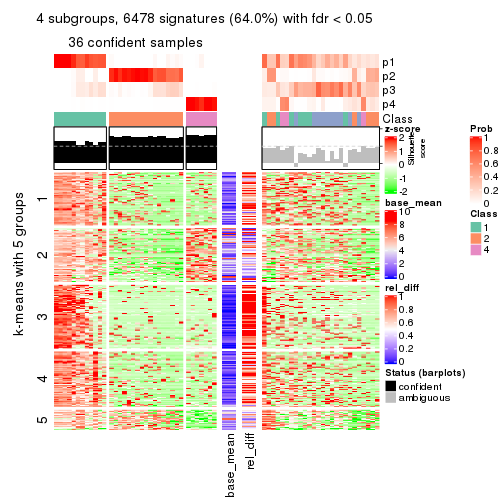 4 subgroups, 6478 signatures (64.0%) with fdr < 0.05
36 confident samples
p1
p2
p3
p4
Class
Silhouette
score
z-score
2
1
0
-1
-2
Prob
1
0.8
0.6
0.4
0.2
0
base_mean
10
8
6
4
2
0
Class
1
2
4
rel_diff
1
0.8
0.6
0.4
0.2
0
Status (barplots)
confident
ambiguous
k-means with 5 groups
1
2
3
4
5
base_mean
rel_diff